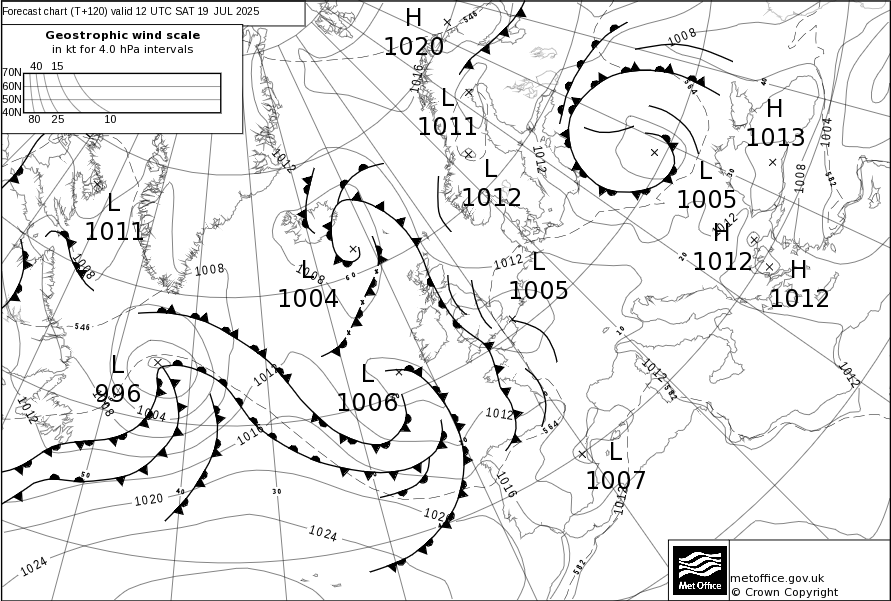 Forecast chart (T+120) valid 12 UTC SAT 19 JUL 2025
Geostrophic wind scale
in kt for 4.0 hPa intervals
40 15
70N
60N
50N
40N
80 25 10
H
1020
546
1016
1008
L
1011
564
40
H
1013
1004
1012
1012
L
1012
L
1005
30
1008
582
L
1011
1012
H
1012
20
H
1012
1008
1008
1008
L
1004
60
1012
L
1005
546
10
L
996
1012
L
1006
1012
1012
582
1012
1008
1004
1012
1016
564
L
1007
50
40
30
1016
1020
1012
1024
1020
1024
582
Met Office
metoffice.gov.uk
© Crown Copyright